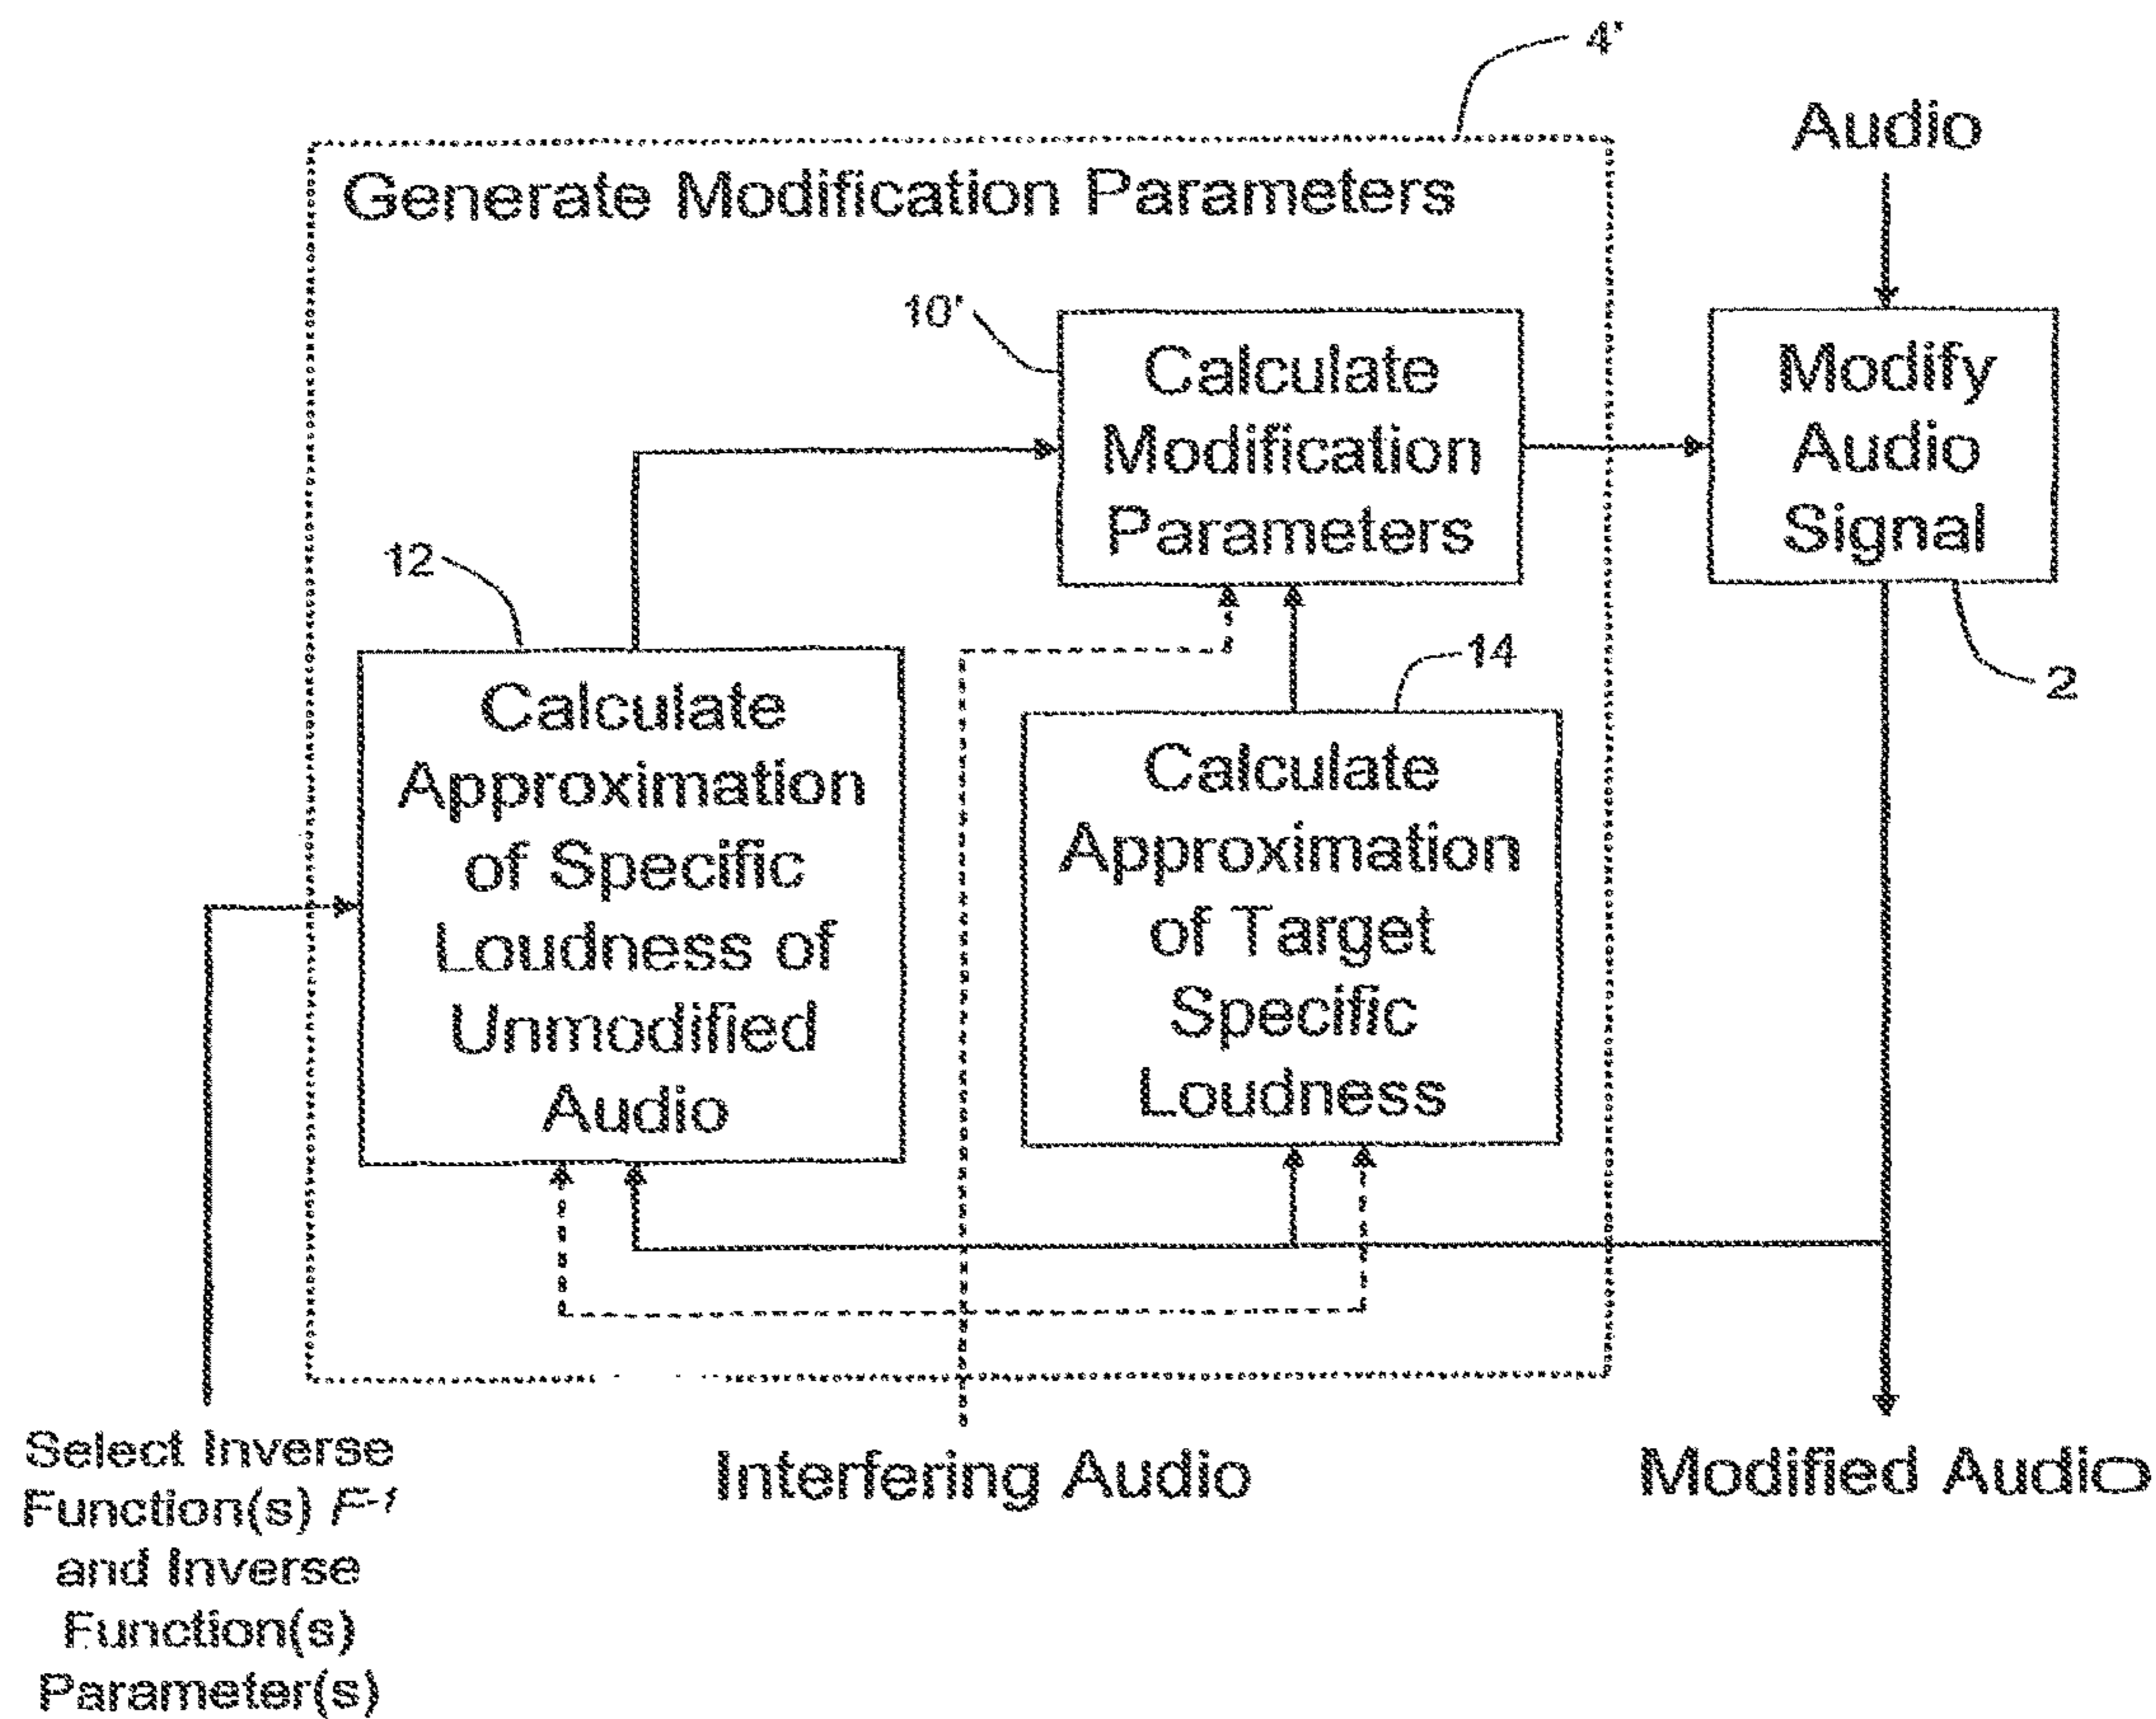 4'
Audio
Generate Modification Parameters
10'
Calculate
Modification
Parameters
Modify
Audio
Signal
12
14
2
Calculate
Approximation
of Specific
Loudness of
Unmodified
Audio
Calculate
Approximation
of Target
Specific
Loudness
Select Inverse
Function(s) F-1
and Inverse
Function(s)
Parameter(s)
Interfering Audio
Modified Audio